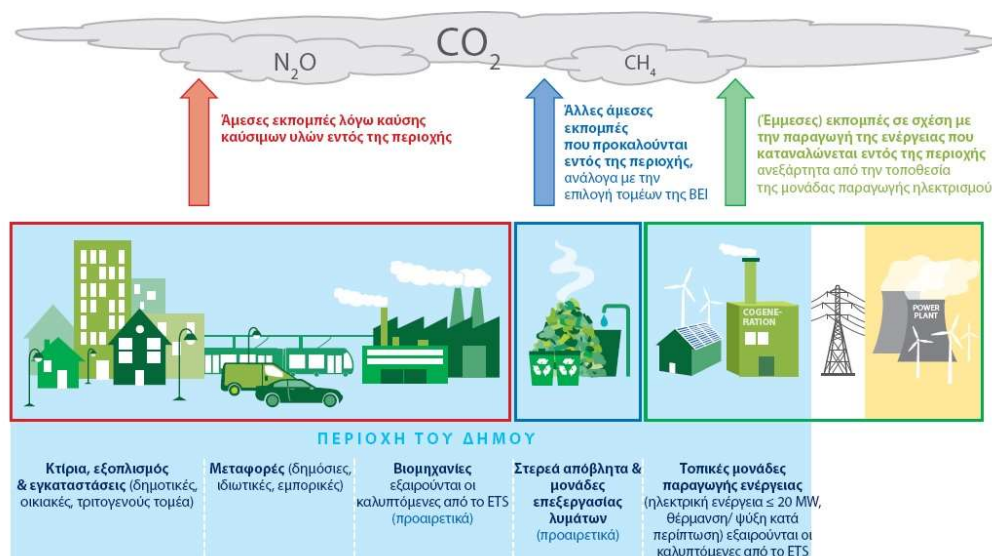 CO2
N2O
CH4
Άμεσες εκπομπές λόγω καύσης
καύσιμων υλών εντός της περιοχής
Άλλες άμεσες
εκπομπές
που προκαλούνται
εντός της περιοχής,
ανάλογα με την
επιλογή τομέων της BEI
(Έμμεσες) εκπομπές σε σχέση με
την παραγωγή της ενέργειας που
καταναλώνεται εντός της περιοχής
ανεξάρτητα από την τοποθεσία
της μονάδας παραγωγής ηλεκτρισμού
COGENE-
RATION
POWER
PLANT
ΠΕΡΙΟΧΗ ΤΟΥ ΔΗΜΟΥ
Κτίρια, εξοπλισμός
& εγκαταστάσεις (δημοτικές,
οικιακές, τριτογενούς τομέα)
Μεταφορές (δημόσιες,
ιδιωτικές, εμπορικές)
Βιομηχανίες
εξαιρούνται οι
καλυπτόμενες από το ETS
(προαιρετικά)
Στερεά απόβλητα &
μονάδες
επεξεργασίας
λυμάτων
(προαιρετικά)
Τοπικές μονάδες
παραγωγής ενέργειας
(ηλεκτρική ενέργεια ≤ 20 MW,
θέρμανση/ ψύξη κατά
περίπτωση) εξαιρούνται οι
καλυπτόμενες από το ETS